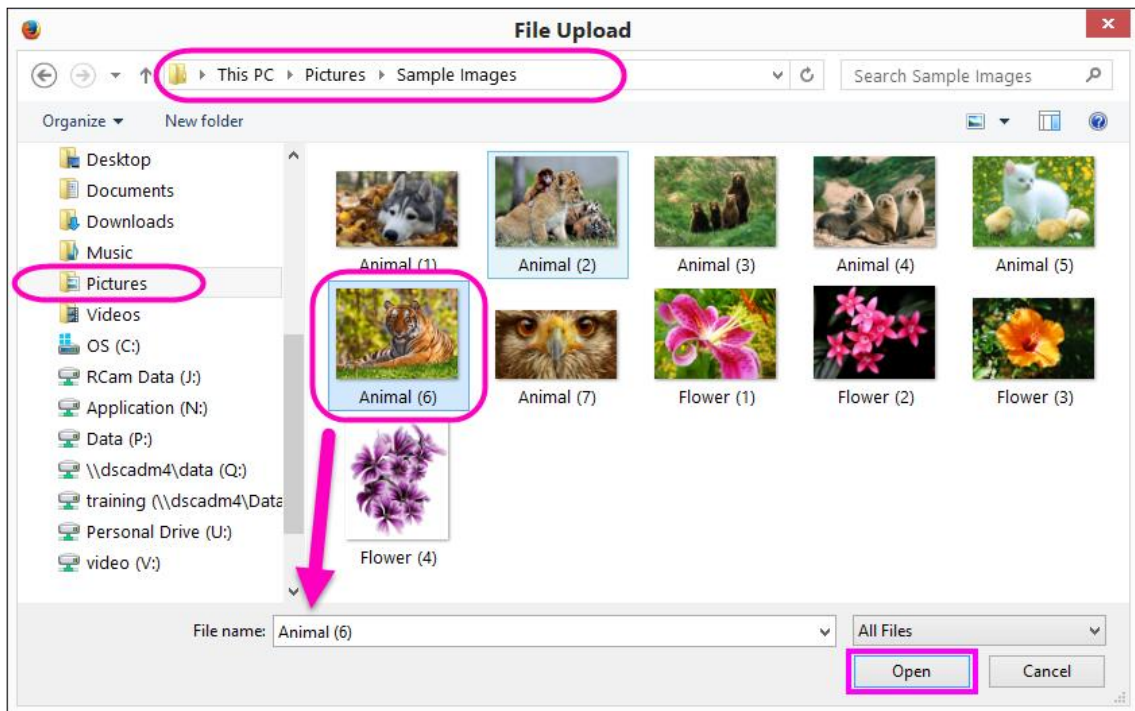 File Upload
This PC Pictures Sample Images
Search Sample Images
Organize
New folder
Desktop
Documents
Downloads
Music
Pictures
Videos
OS (C:)
RCam Data (J:)
Application (N:)
Data (P:)
\\dscadm4\data (Q:)
training (\\dscadm4\Data
Personal Drive (U:)
video (V:)
Animal (1)
Animal (2)
Animal (3)
Animal (4)
Animal (5)
Animal (6)
Animal (7)
Flower (1)
Flower (2)
Flower (3)
Flower (4)
File name: Animal (6)
All Files
Open
Cancel